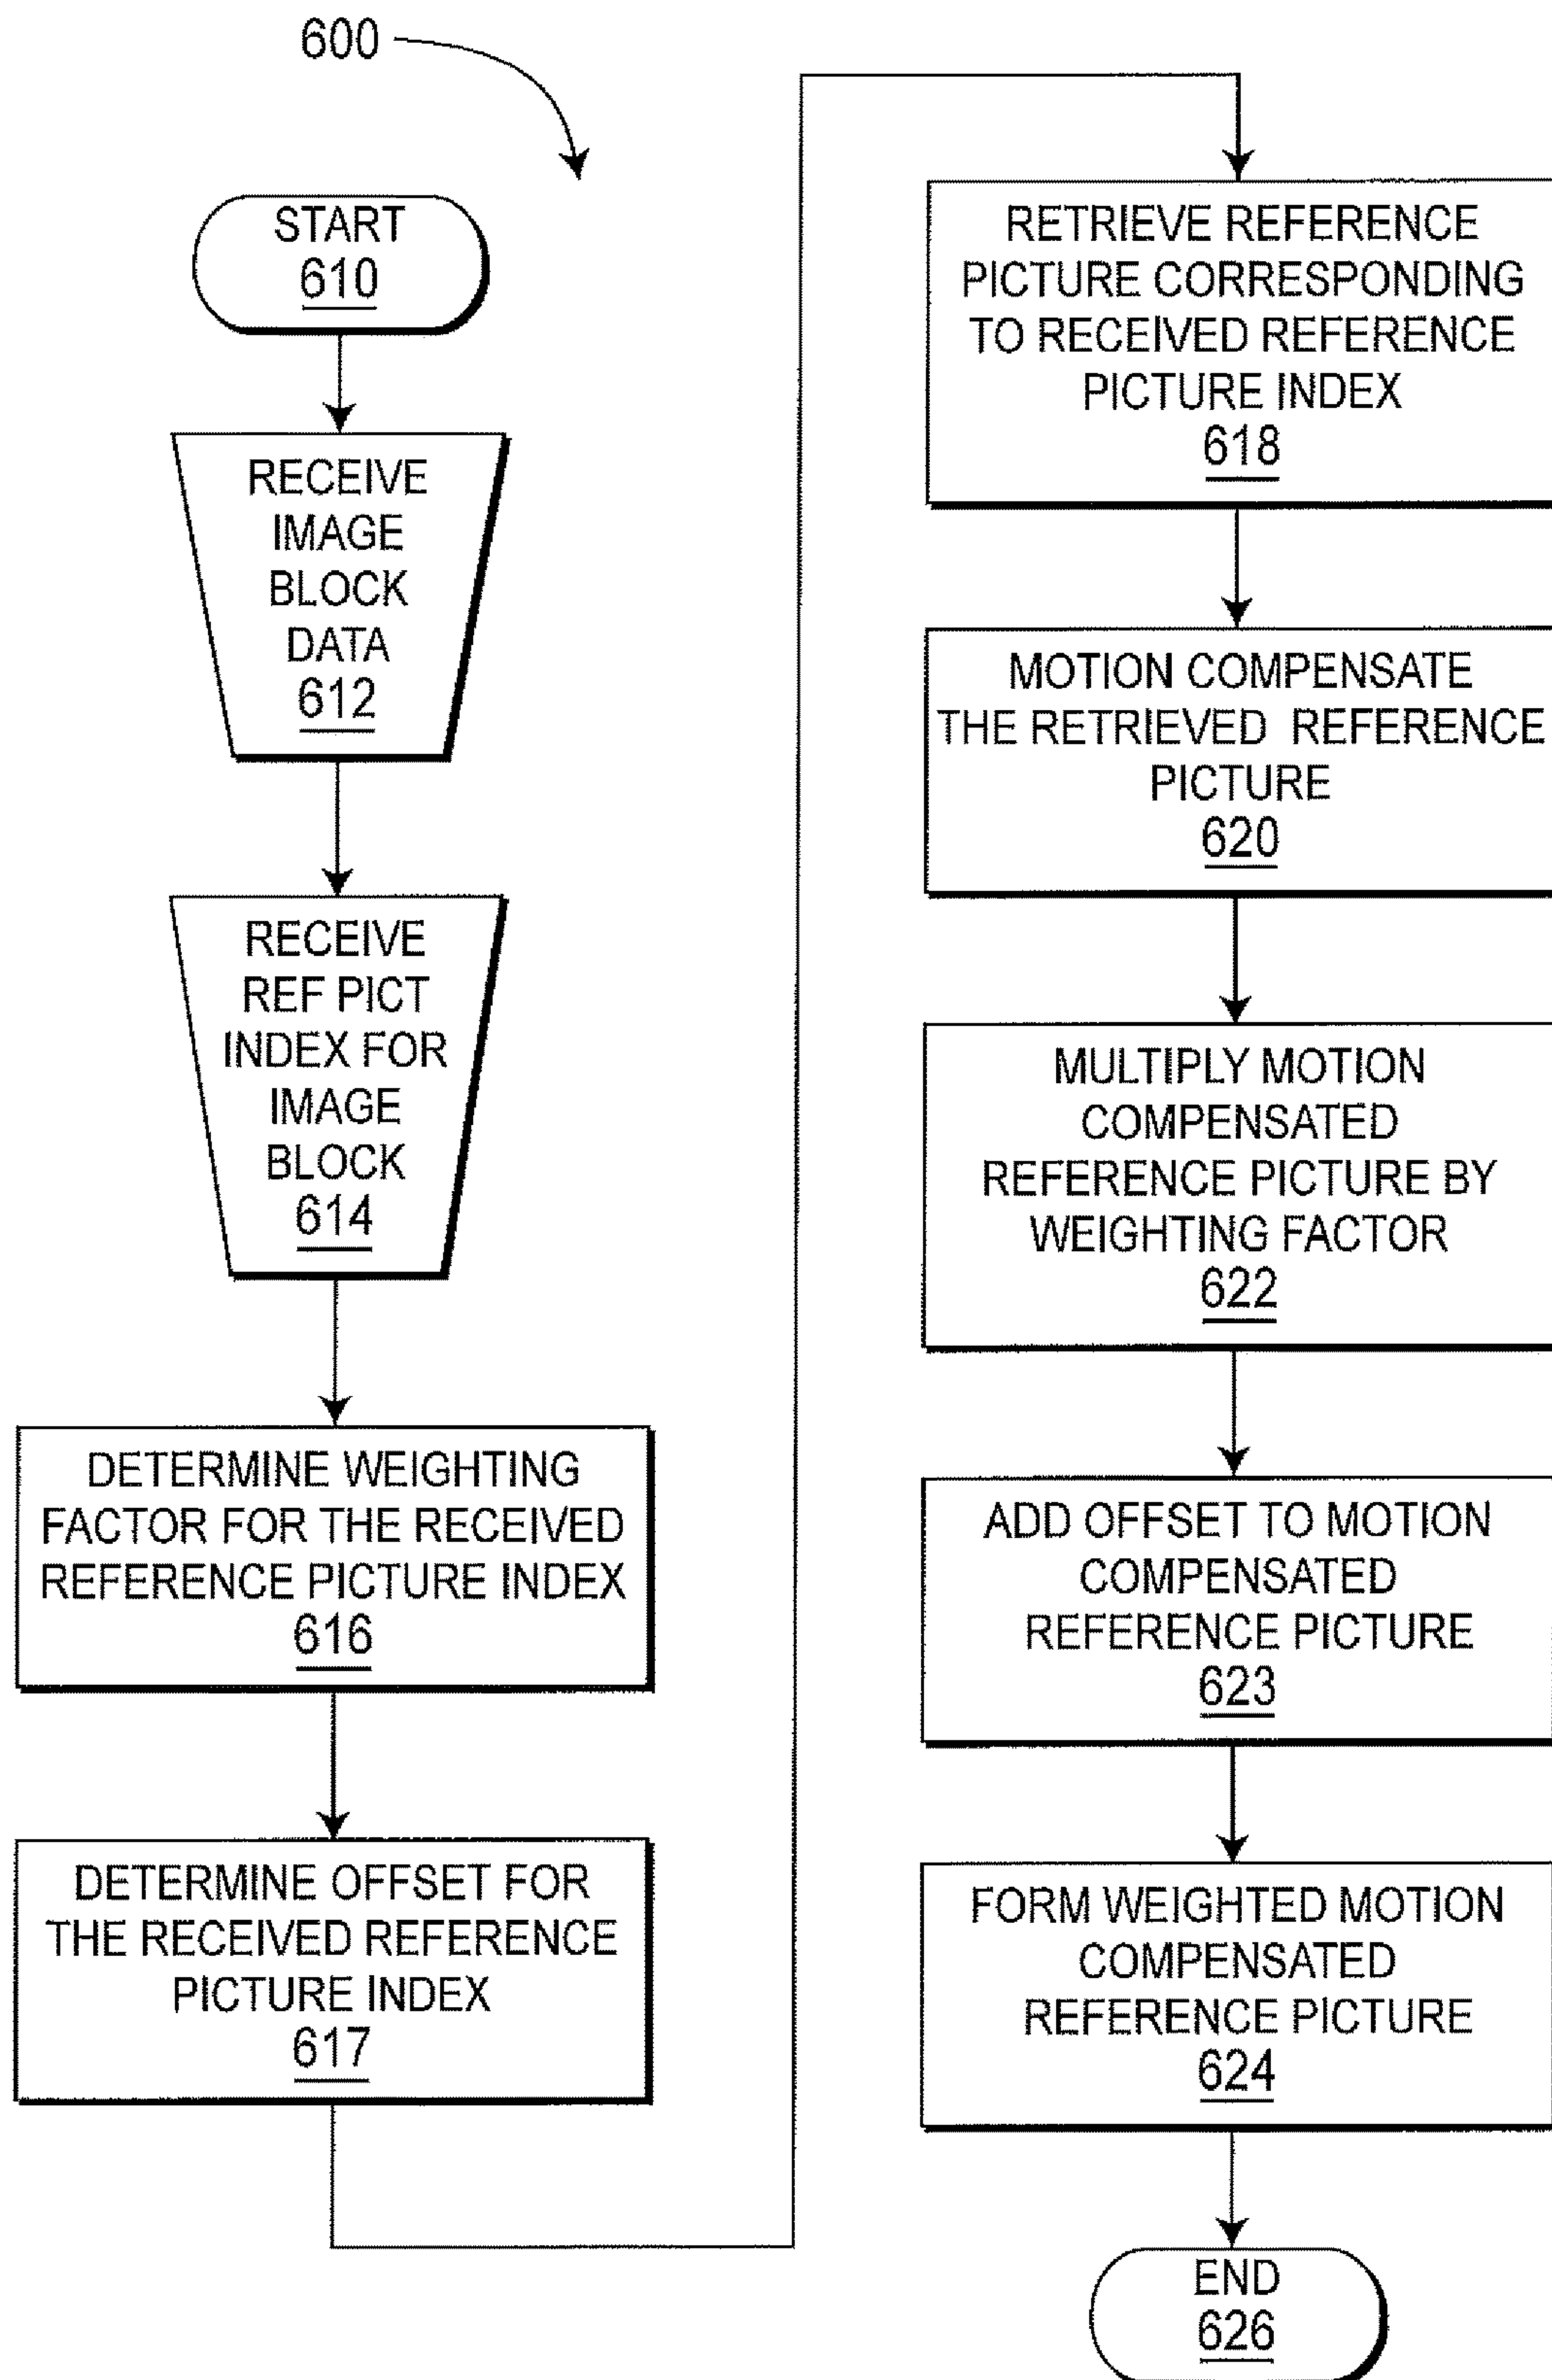 600
START
610
RECEIVE
IMAGE
BLOCK
DATA
612
RECEIVE
REF PICT
INDEX FOR
IMAGE
BLOCK
614
DETERMINE WEIGHTING
FACTOR FOR THE RECEIVED
REFERENCE PICTURE INDEX
616
DETERMINE OFFSET FOR
THE RECEIVED REFERENCE
PICTURE INDEX
617
RETRIEVE REFERENCE
PICTURE CORRESPONDING
TO RECEIVED REFERENCE
PICTURE INDEX
618
MOTION COMPENSATE
THE RETRIEVED REFERENCE
PICTURE
620
MULTIPLY MOTION
COMPENSATED
REFERENCE PICTURE BY
WEIGHTING FACTOR
622
ADD OFFSET TO MOTION
COMPENSATED
REFERENCE PICTURE
623
FORM WEIGHTED MOTION
COMPENSATED
REFERENCE PICTURE
624
END
626